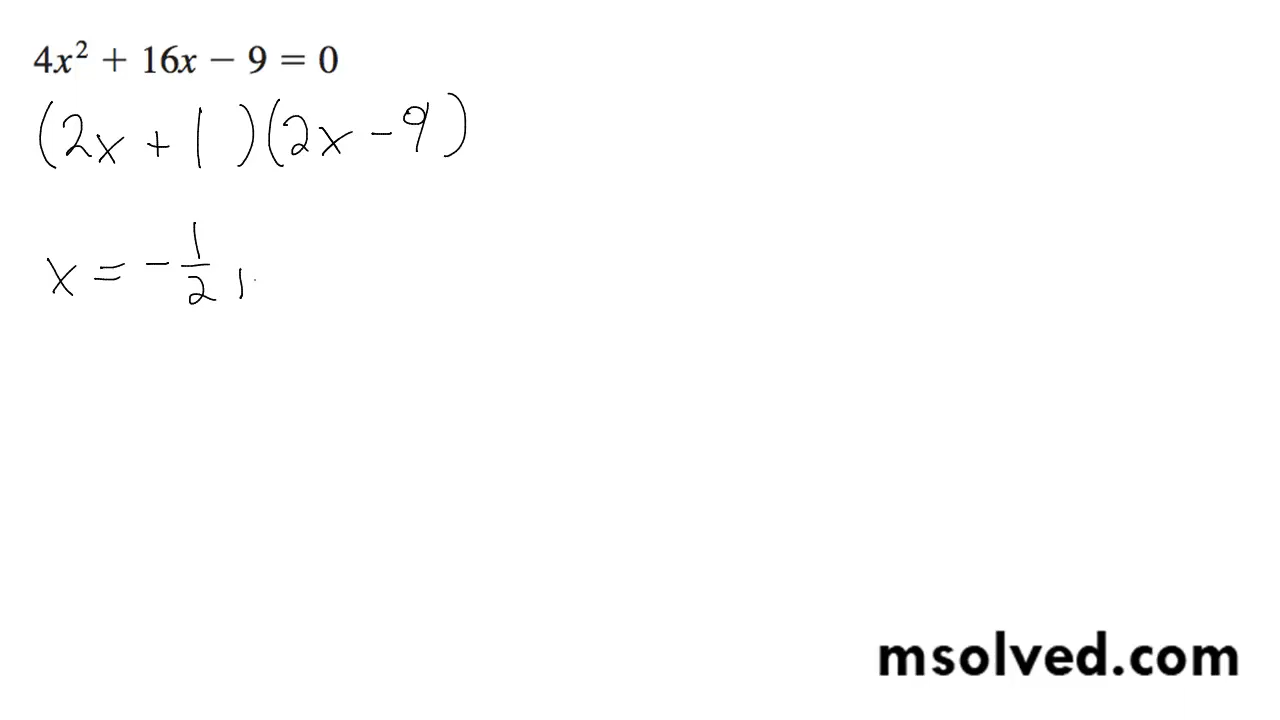 4x² + 16x − 9 = 0
(2x + 1)(2x - 9)
x = - 1/2
msolved.com